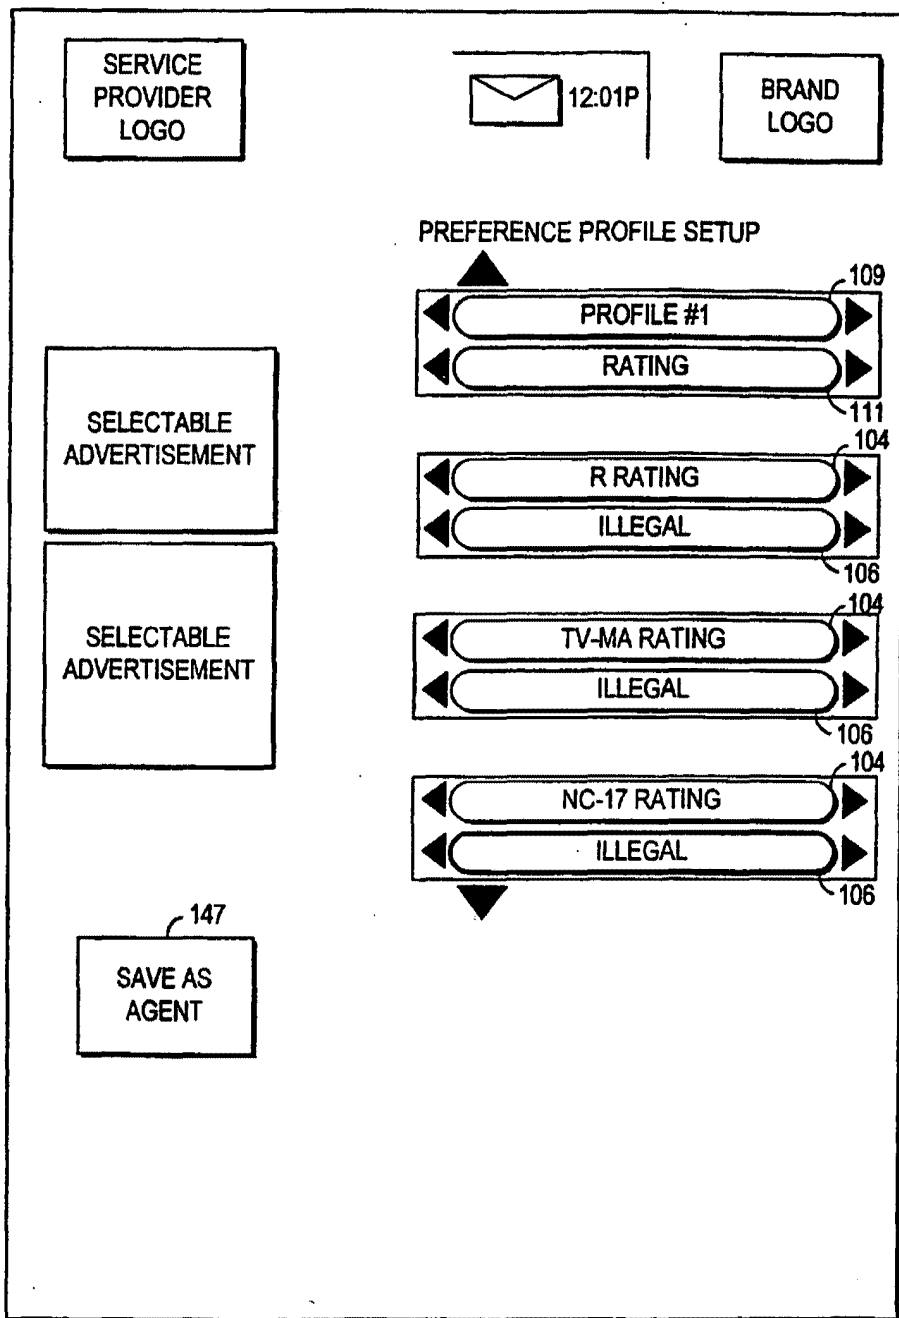 SERVICE
PROVIDER
LOGO
12:01P
BRAND
LOGO
PREFERENCE PROFILE SETUP
109
PROFILE #1
RATING
111
SELECTABLE
ADVERTISEMENT
104
R RATING
ILLEGAL
106
SELECTABLE
ADVERTISEMENT
104
TV-MA RATING
ILLEGAL
106
104
NC-17 RATING
ILLEGAL
106
147
SAVE AS
AGENT